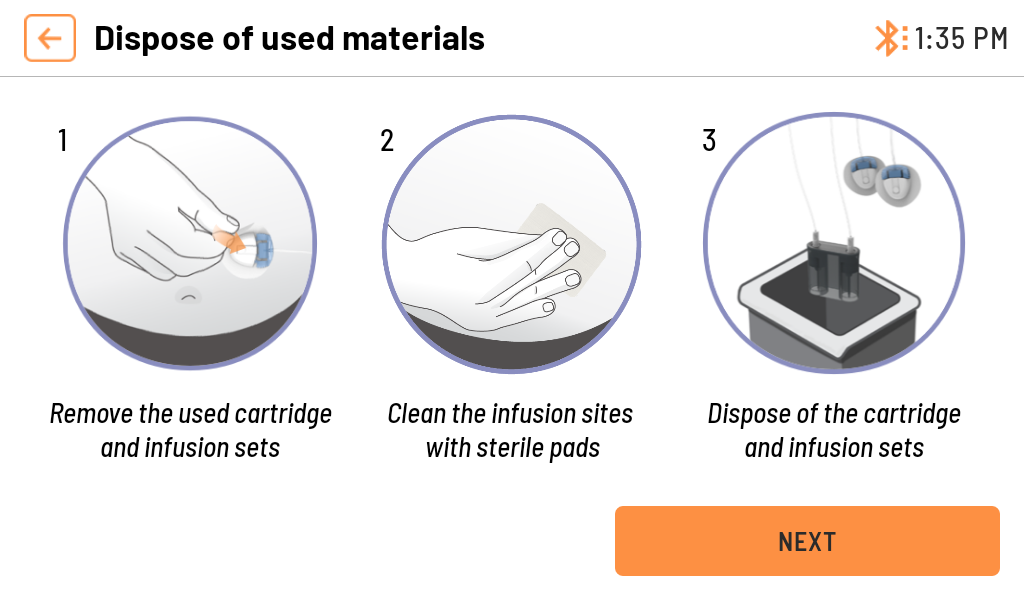 Dispose of used materials
1:35 PM
1
2
3
Remove the used cartridge
and infusion sets
Clean the infusion sites
with sterile pads
Dispose of the cartridge
and infusion sets
NEXT